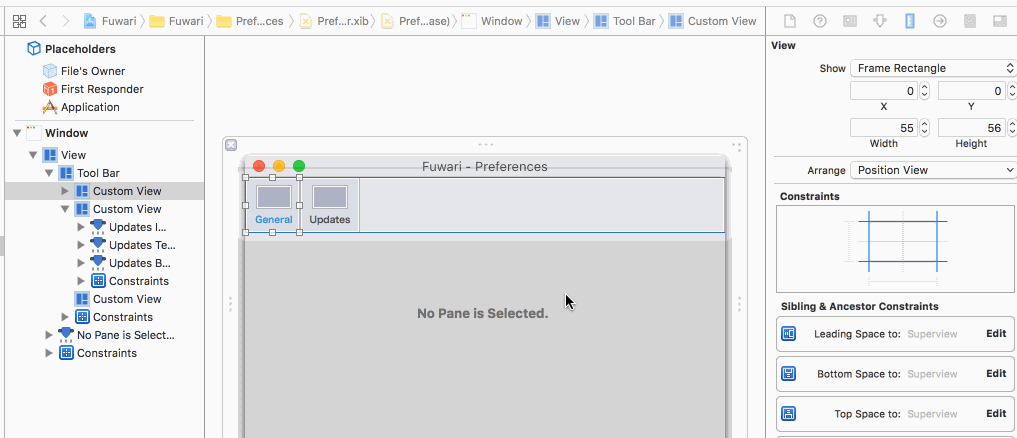 Fuwari Fuwari Pref...ces Pref...r.xib Pref...ase) Window View Tool Bar Custom View
Placeholders
File's Owner
First Responder
Application
Window
View
Tool Bar
Custom View
Custom View
Updates I...
Updates Te...
Updates B...
Constraints
Custom View
Constraints
No Pane is Select...
Constraints
Fuwari - Preferences
General Updates
No Pane is Selected.
View
Show Frame Rectangle
0 0
X Y
55 56
Width Height
Arrange Position View
Constraints
Sibling & Ancestor Constraints
Leading Space to: Superview Edit
Bottom Space to: Superview Edit
Top Space to: Superview Edit